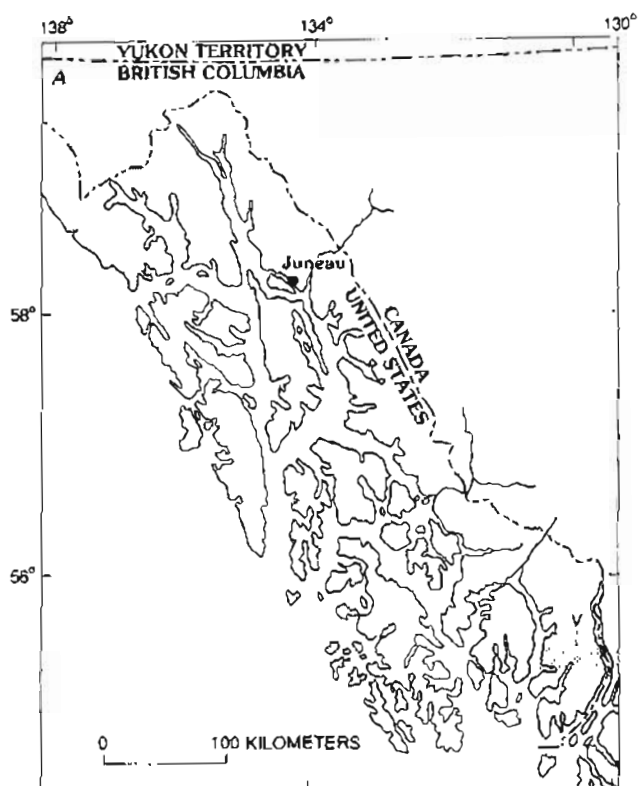 138° 134° 130°
YUKON TERRITORY
A BRITISH COLUMBIA
Juneau
58°
CANADA
UNITED STATES
56°
V
0 100 KILOMETERS